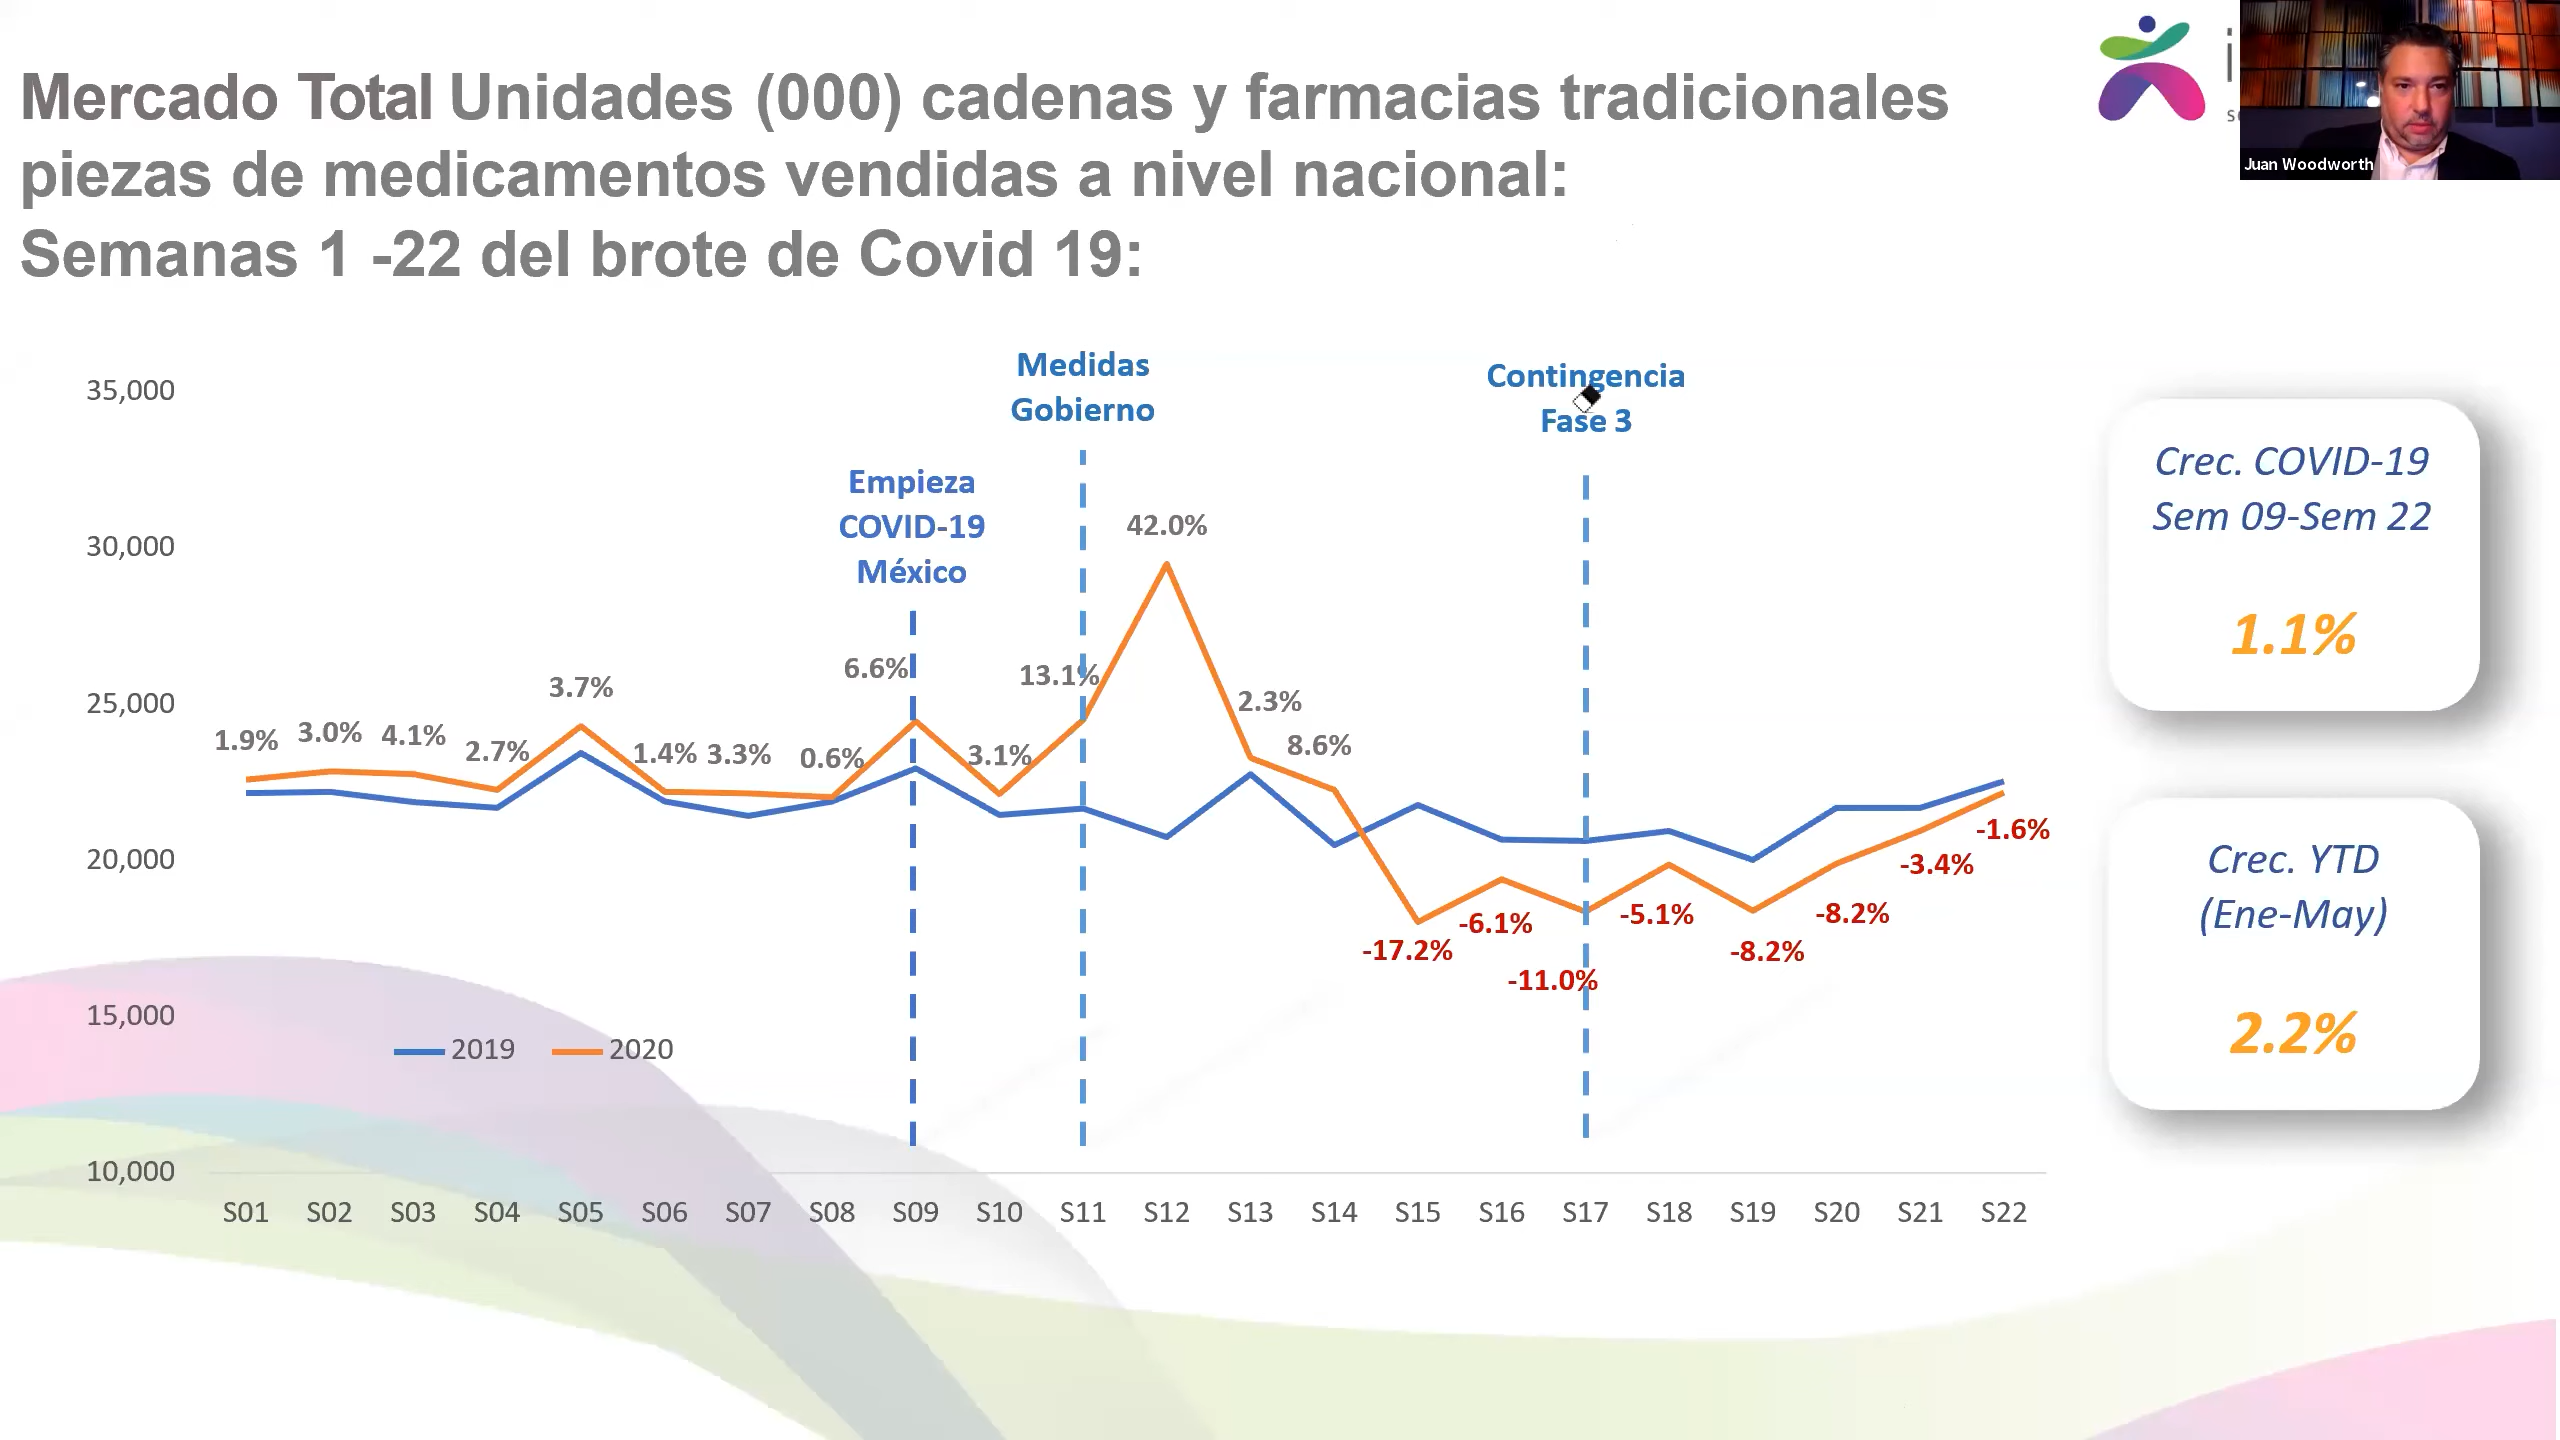 Mercado Total Unidades (000) cadenas y farmacias tradicionales
piezas de medicamentos vendidas a nivel nacional:
Semanas 1 -22 del brote de Covid 19:
Juan Woodworth
35,000
30,000
25,000
20,000
15,000
10,000
Empieza
COVID-19
México
Medidas
Gobierno
Contingencia
Fase 3
1.9%
3.0%
4.1%
2.7%
3.7%
1.4%
3.3%
0.6%
6.6%
3.1%
13.1%
42.0%
2.3%
8.6%
-17.2%
-6.1%
-11.0%
-5.1%
-8.2%
-8.2%
-3.4%
-1.6%
2019
2020
S01 S02 S03 S04 S05 S06 S07 S08 S09 S10 S11 S12 S13 S14 S15 S16 S17 S18 S19 S20 S21 S22
Crec. COVID-19
Sem 09-Sem 22
1.1%
Crec. YTD
(Ene-May)
2.2%